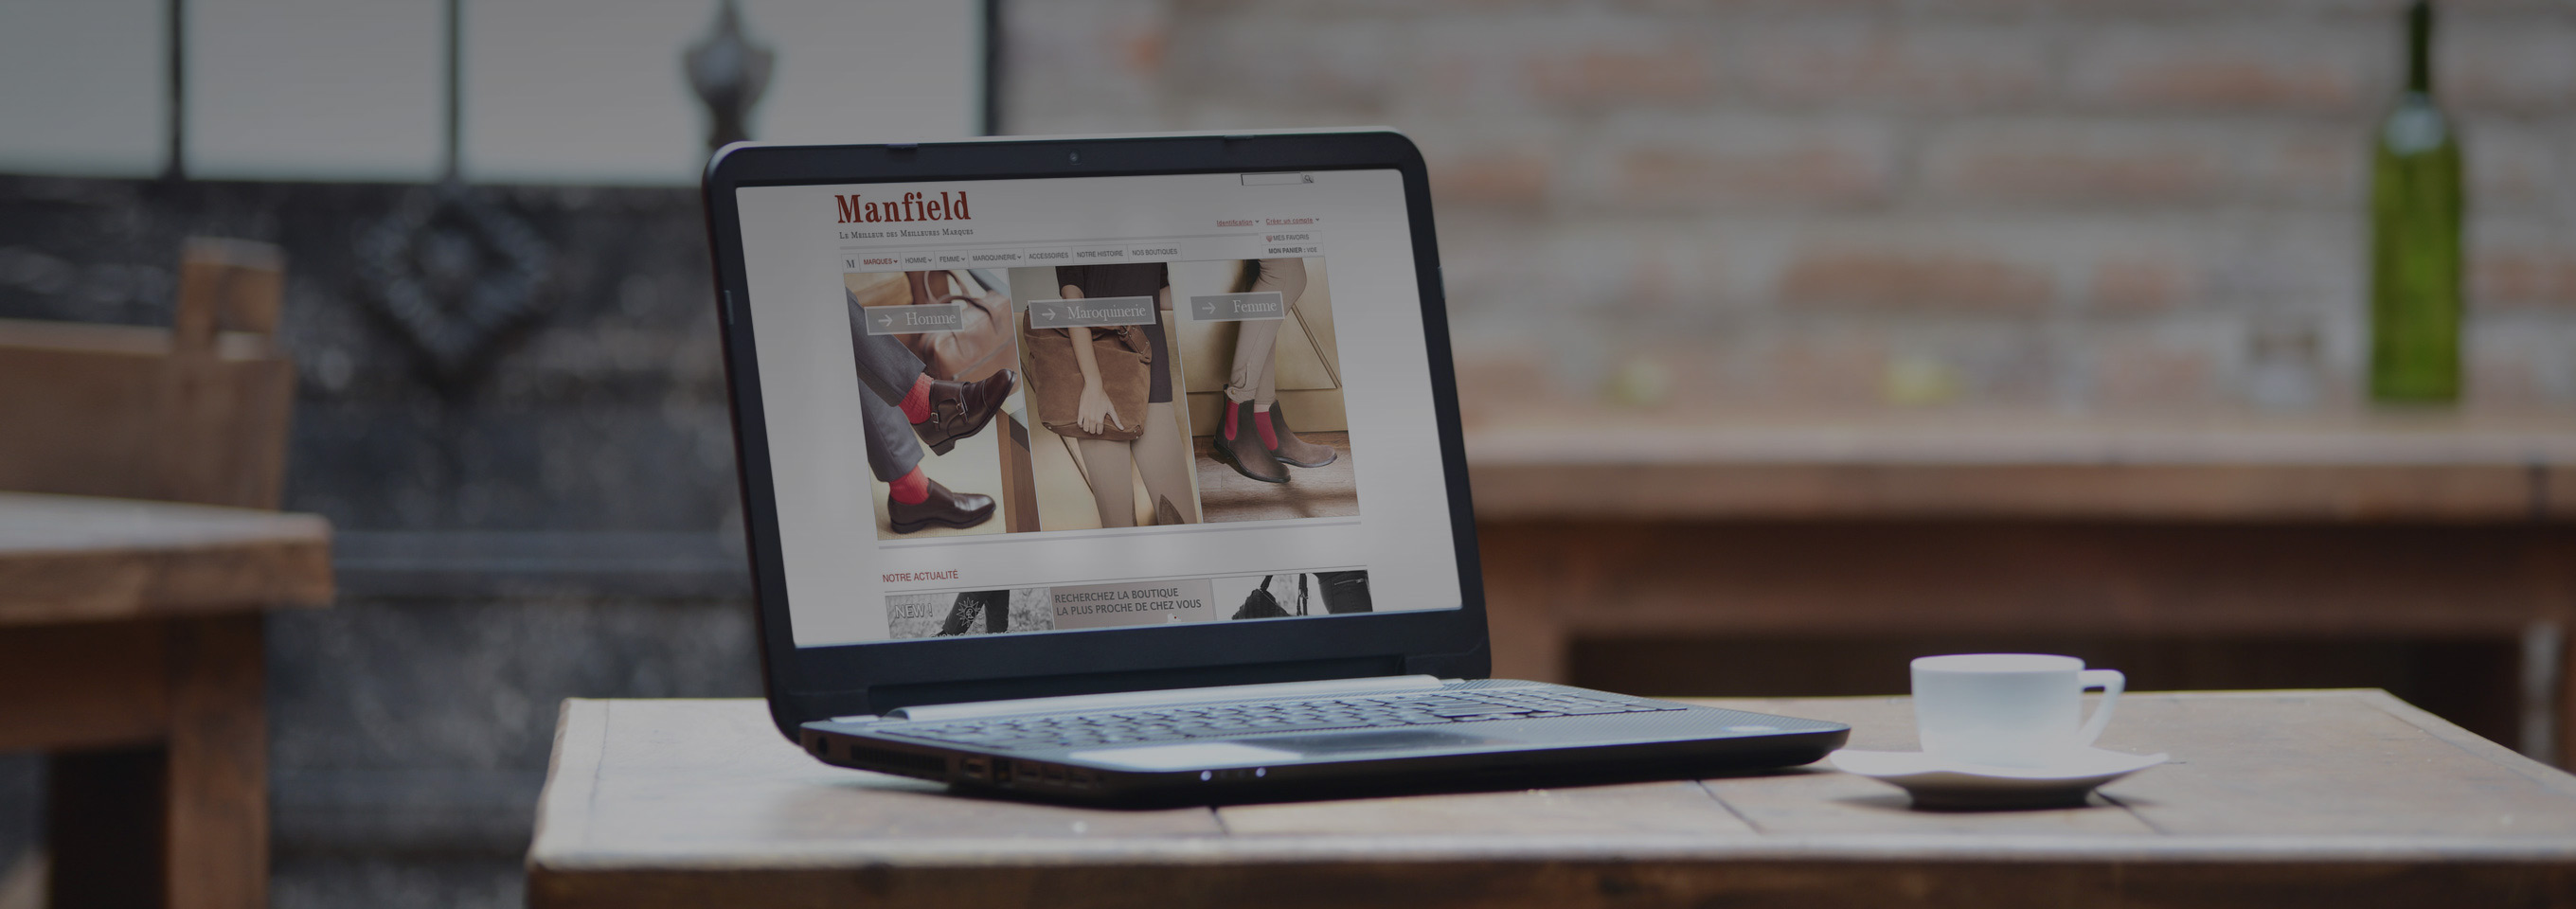 Manfield
Le Meilleur des Meilleures Marques
Identification Créer un compte
MES FAVORIS
MON PANIER | VIDE
M MARQUES HOMME FEMME MAROQUINERIE ACCESSOIRES NOTRE HISTOIRE NOS BOUTIQUES
→ Homme
→ Maroquinerie
→ Femme
NOTRE ACTUALITÉ
NEW !
RECHERCHEZ LA BOUTIQUE
LA PLUS PROCHE DE CHEZ VOUS